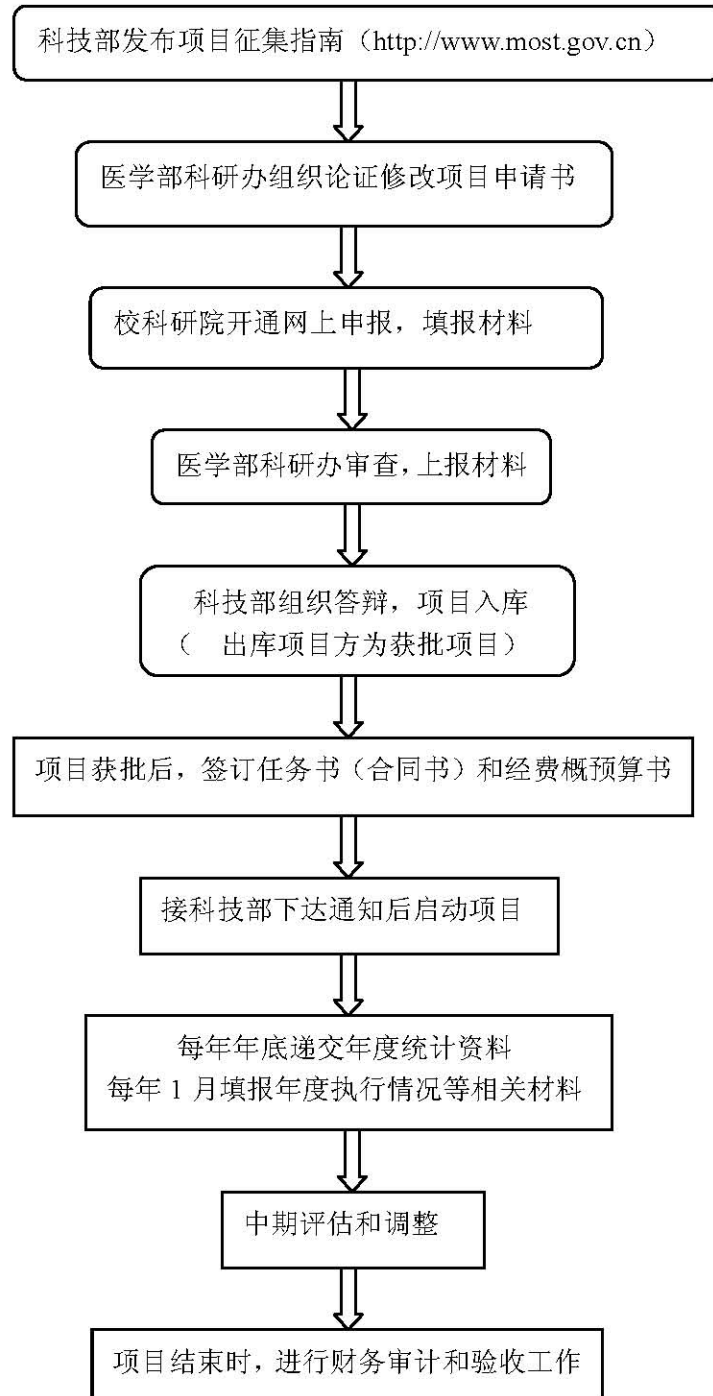 科技部发布项目征集指南（http://www.most.gov.cn）
医学部科研办组织论证修改项目申请书
校科研院开通网上申报，填报材料
医学部科研办审查，上报材料
科技部组织答辩，项目入库
（ 出库项目方为获批项目）
项目获批后，签订任务书（合同书）和经费概预算书
接科技部下达通知后启动项目
每年年底递交年度统计资料
每年 1 月填报年度执行情况等相关材料
中期评估和调整
项目结束时，进行财务审计和验收工作